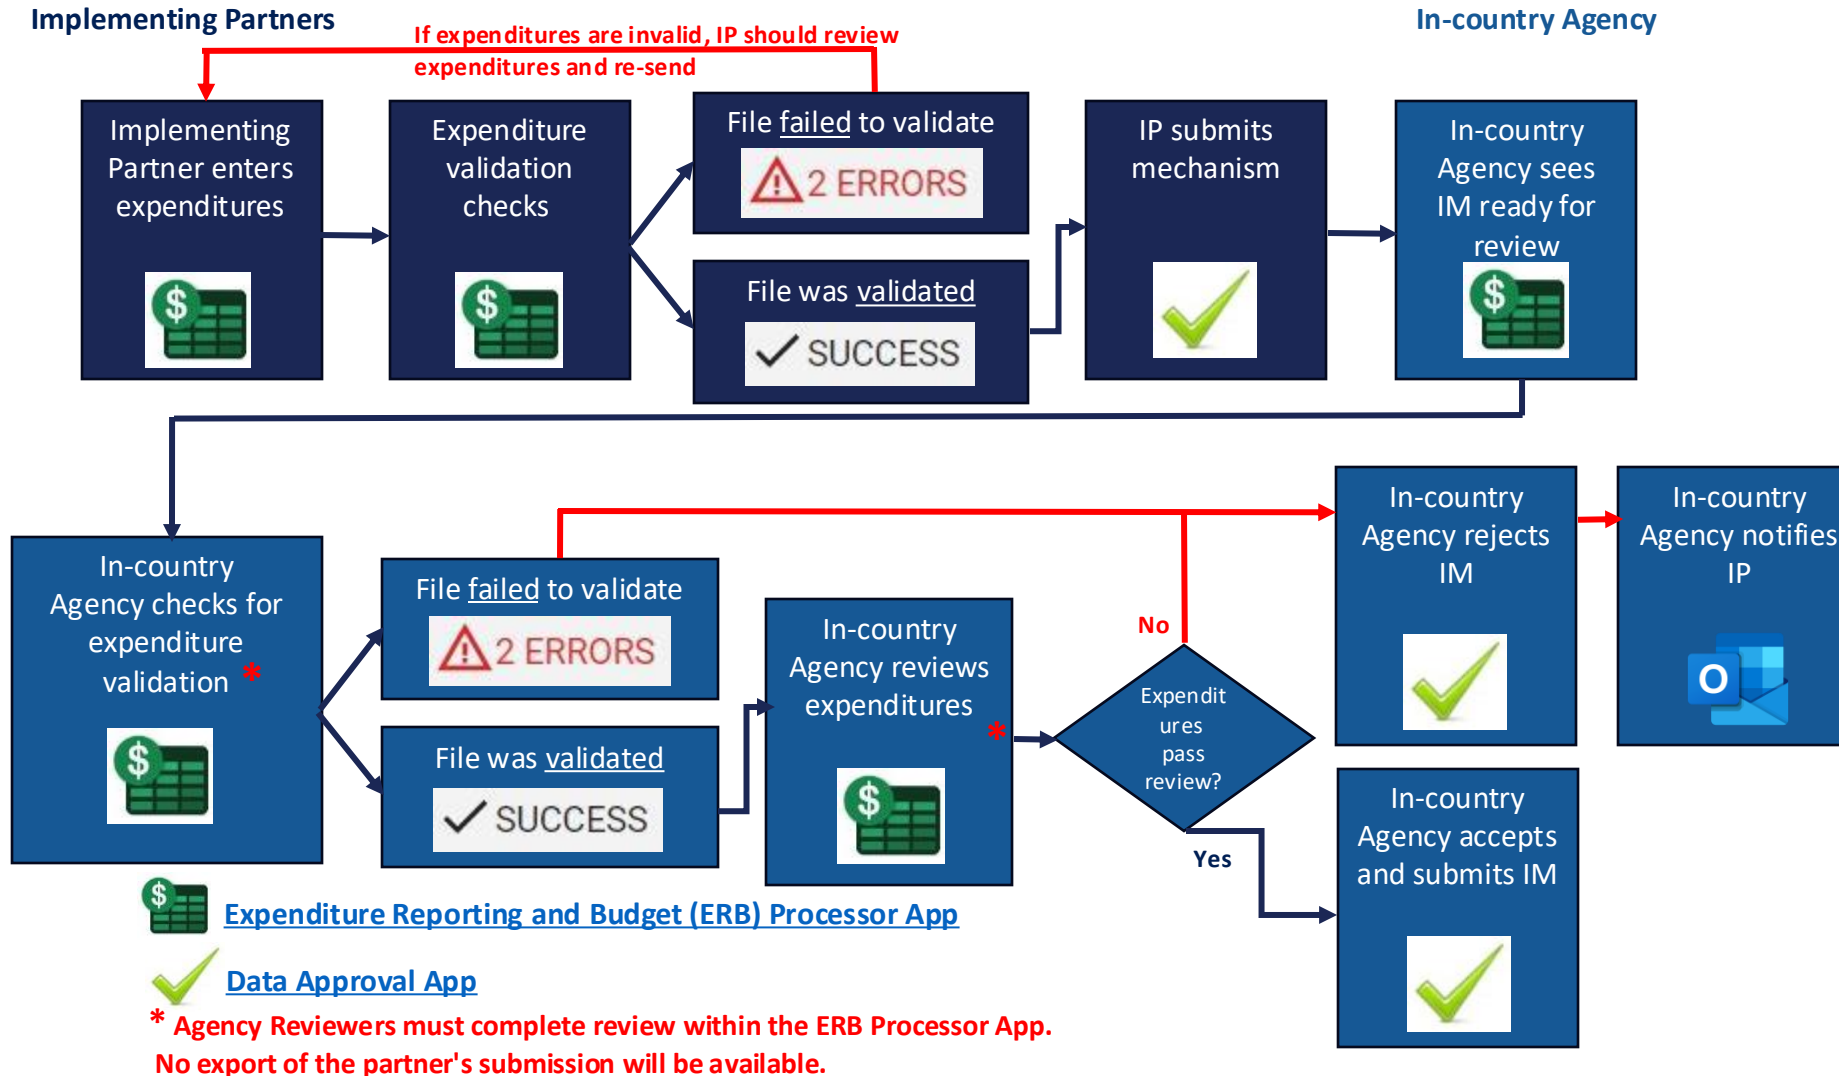 Implementing Partners
In-country Agency
If expenditures are invalid, IP should review
expenditures and re-send
Implementing
Partner enters
expenditures
$
Expenditure
validation
checks
$
File failed to validate
2 ERRORS
File was validated
SUCCESS
IP submits
mechanism
In-country
Agency sees
IM ready for
review
$
In-country
Agency checks for
expenditure
validation *
$
File failed to validate
2 ERRORS
File was validated
SUCCESS
In-country
Agency reviews
expenditures
*
$
No
Expendit
ures
pass
review?
Yes
In-country
Agency rejects
IM
In-country
Agency notifies
IP
O
In-country
Agency accepts
and submits IM
$
Expenditure Reporting and Budget (ERB) Processor App
Data Approval App
* Agency Reviewers must complete review within the ERB Processor App.
No export of the partner's submission will be available.